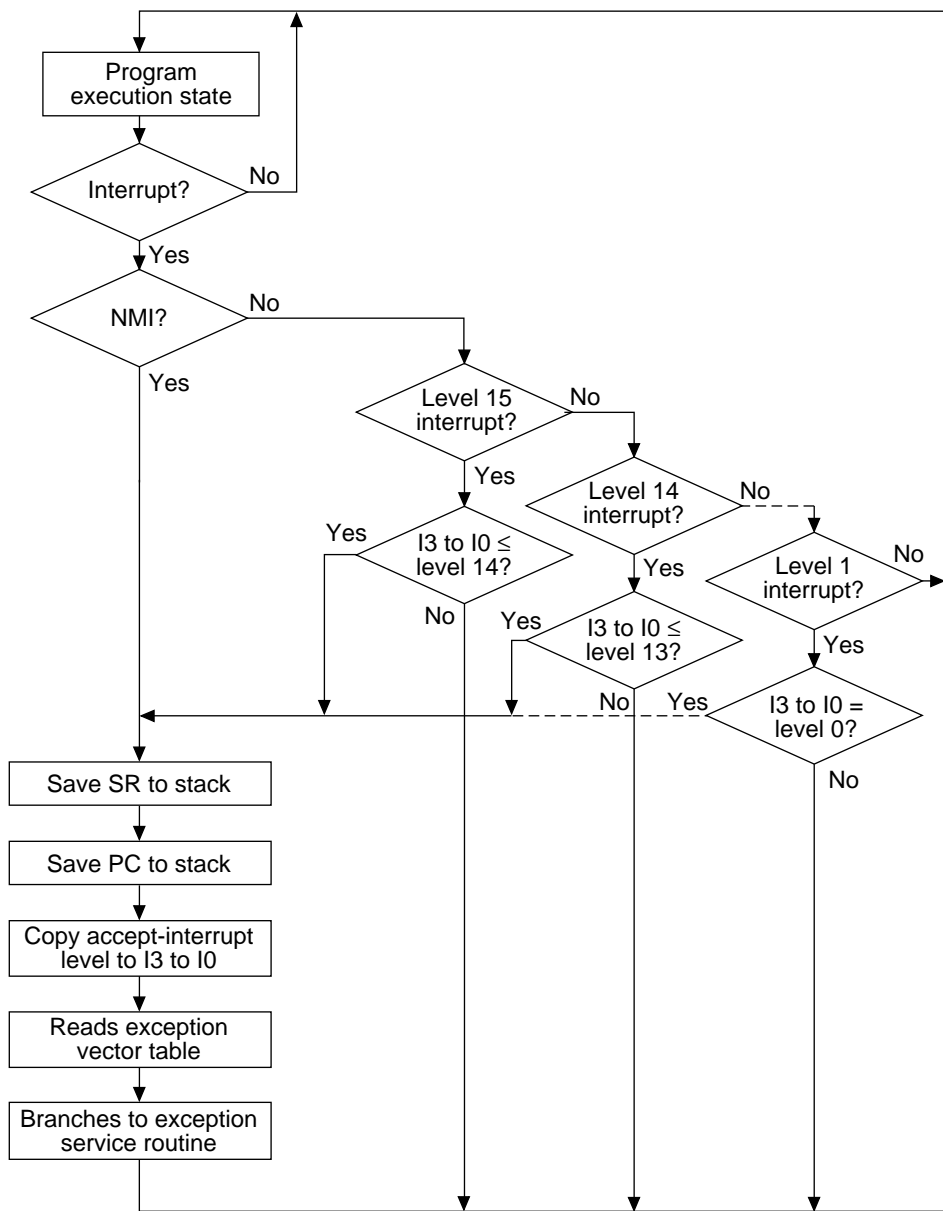 Program
execution state
Interrupt?
No
Yes
NMI?
No
Yes
Level 15
interrupt?
No
Yes
Level 14
interrupt?
No
Yes
I3 to I0 ≤
level 14?
Yes
No
Level 1
interrupt?
No
Yes
I3 to I0 ≤
level 13?
Yes
No
I3 to I0 =
level 0?
Yes
No
Save SR to stack
Save PC to stack
Copy accept-interrupt
level to I3 to I0
Reads exception
vector table
Branches to exception
service routine